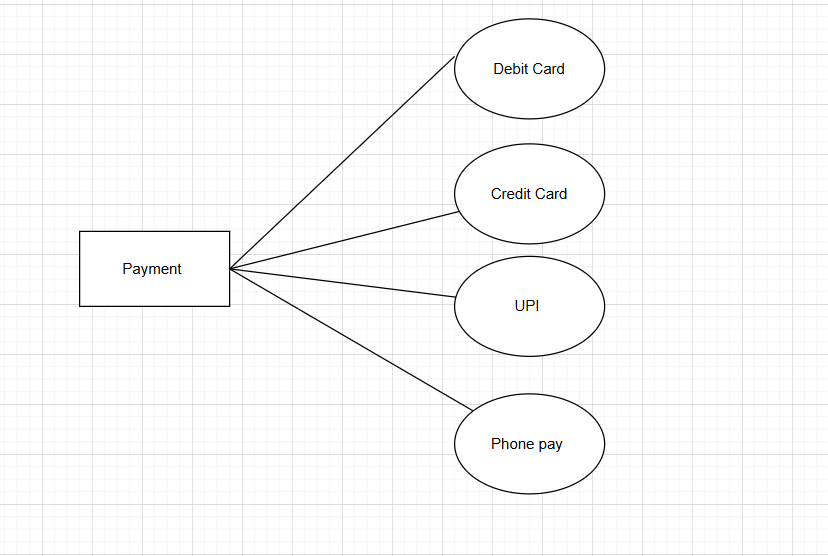 Debit Card
Credit Card
Payment
UPI
Phone pay